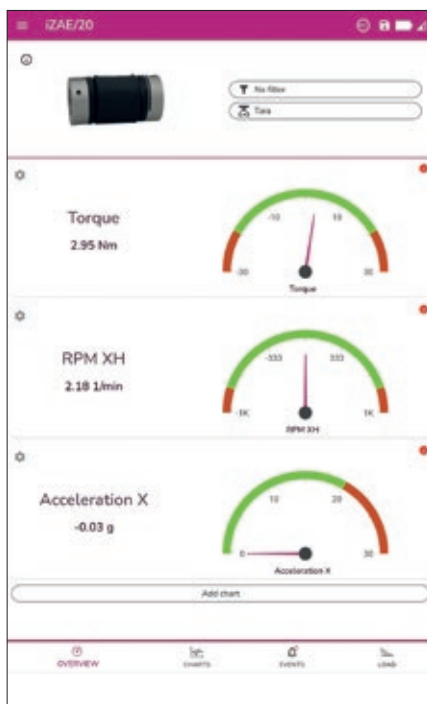 iZAE/20
No filter
Tara
Torque
2.95 Nm
-10
10
-30
30
Torque
RPM XH
2.18 1/min
-333
333
-1K
1K
RPM XH
Acceleration X
-0.03 g
10
20
0
30
Acceleration X
Add chart
OVERVIEW
CHARTS
EVENTS
LOAD